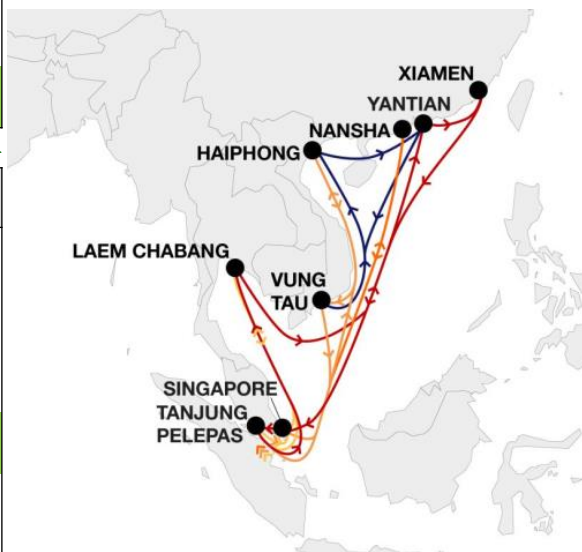 XIAMEN
YANTIAN
NANSHA
HAIPHONG
LAEM CHABANG
VUNG
TAU
SINGAPORE
TANJUNG
PELEPAS